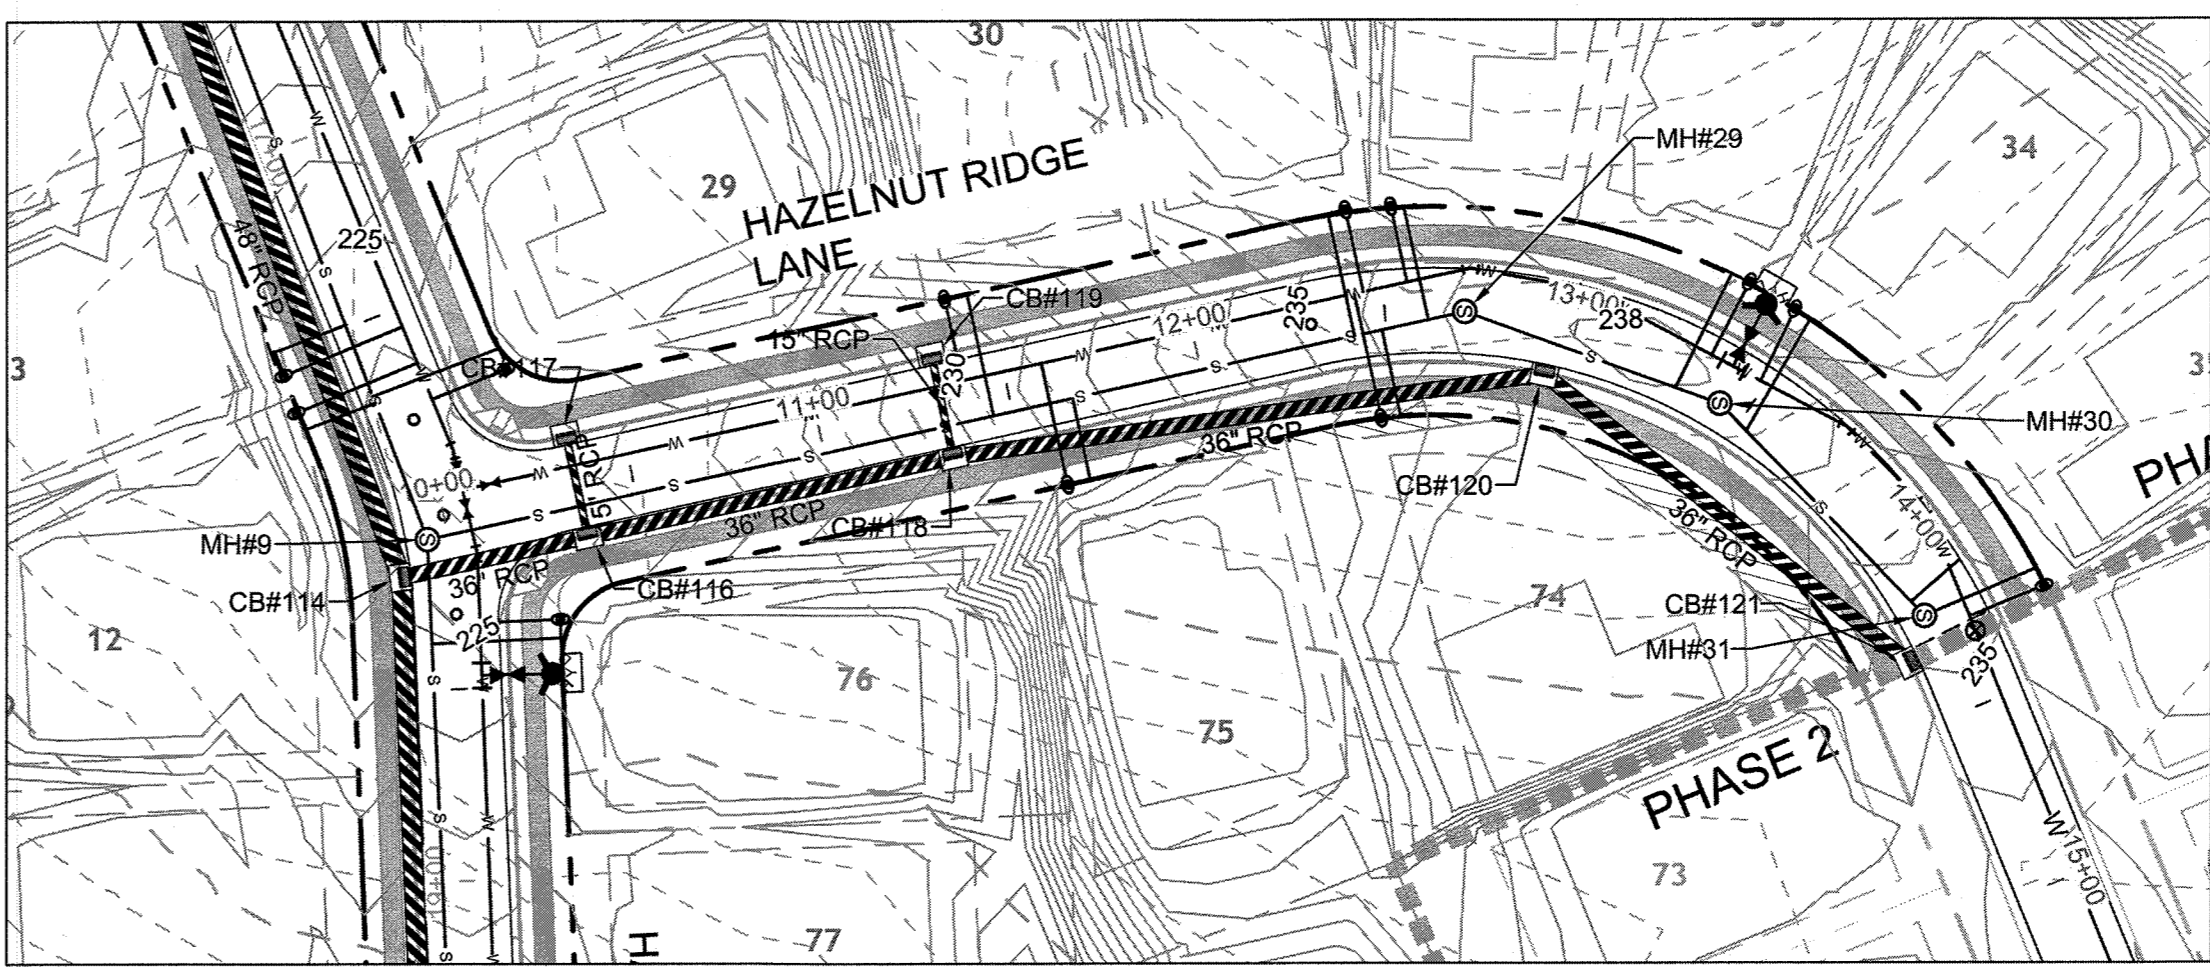 30
34
29
HAZELNUT RIDGE
LANE
MH#29
225
48" RCP
CB#119
15" RCP
230
12+00
235
13+00
238
CB#117
11+00
10+00
36" RCP
36" RCP
36" RCP
36" RCP
CB#118
CB#120
MH#30
14+00
MH#9
CB#114
CB#116
225
12
76
75
74
CB#121
MH#31
235
PHASE 2
73
77
15+00